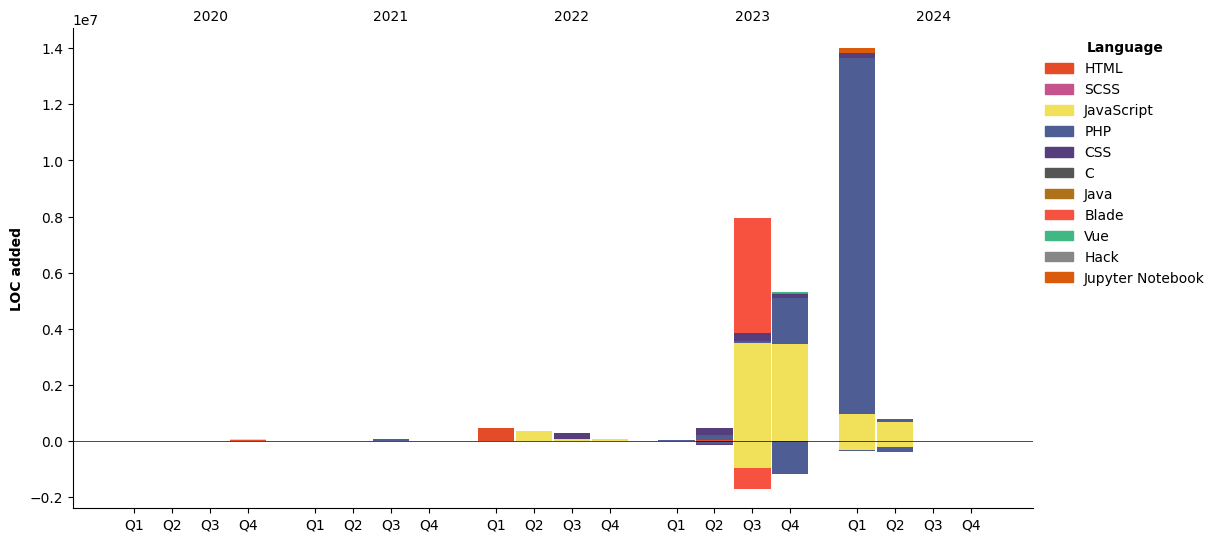 1e7
2020 2021 2022 2023 2024
1.4
1.2
1.0
0.8
0.6
0.4
0.2
0.0
−0.2
LOC added
Q1 Q2 Q3 Q4 Q1 Q2 Q3 Q4 Q1 Q2 Q3 Q4 Q1 Q2 Q3 Q4 Q1 Q2 Q3 Q4
Language
HTML
SCSS
JavaScript
PHP
CSS
C
Java
Blade
Vue
Hack
Jupyter Notebook